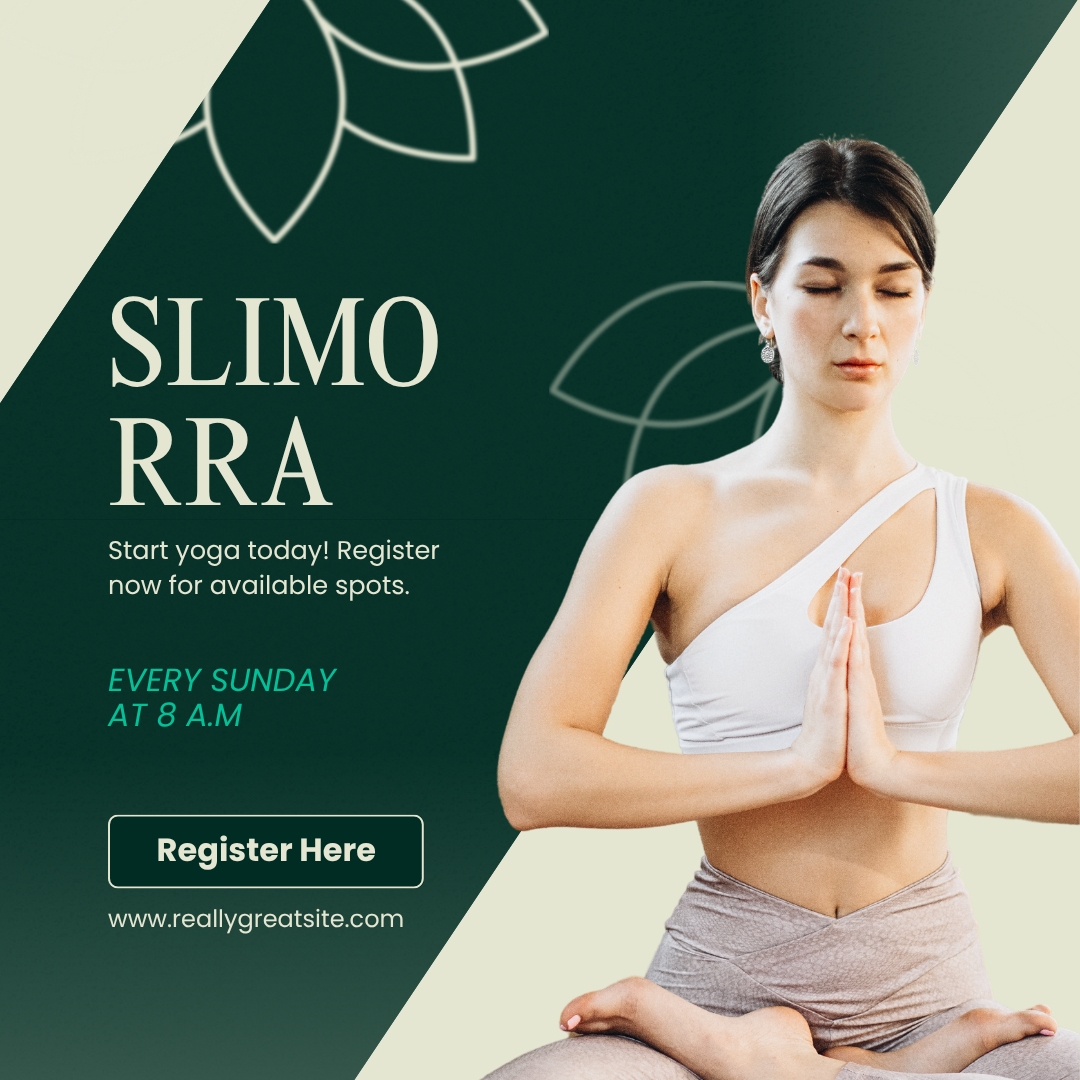 SLIMO
RRA
Start yoga today! Register
now for available spots.
EVERY SUNDAY
AT 8 A.M
Register Here
www.reallygreatsite.com